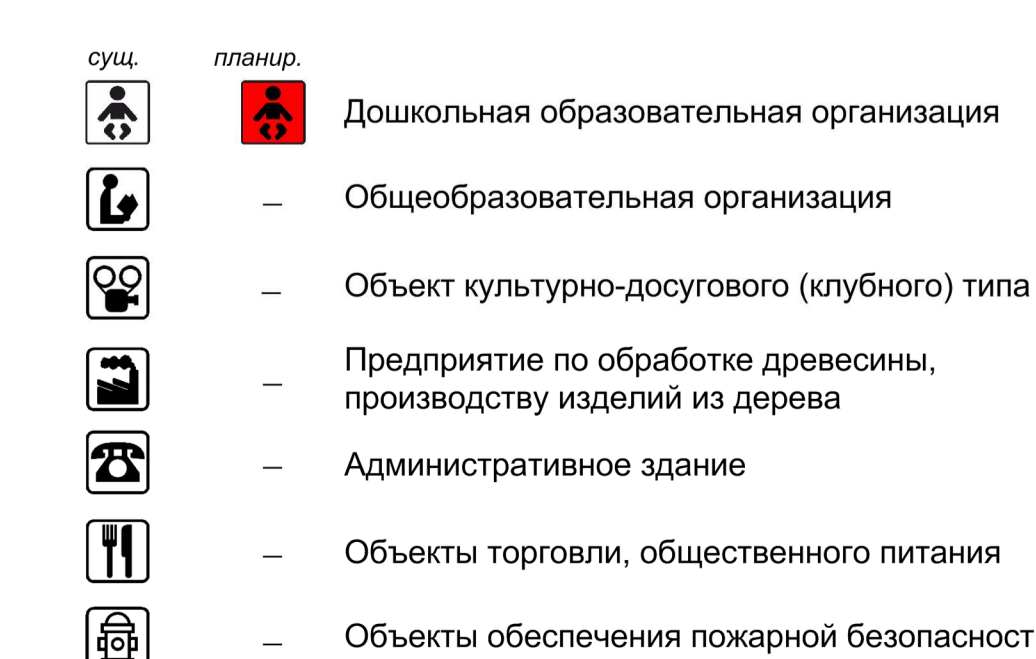 сущ. планир.
Дошкольная образовательная организация
– Общеобразовательная организация
– Объект культурно-досугового (клубного) типа
Предприятие по обработке древесины,
– производству изделий из дерева
– Административное здание
– Объекты торговли, общественного питания
– Объекты обеспечения пожарной безопасност